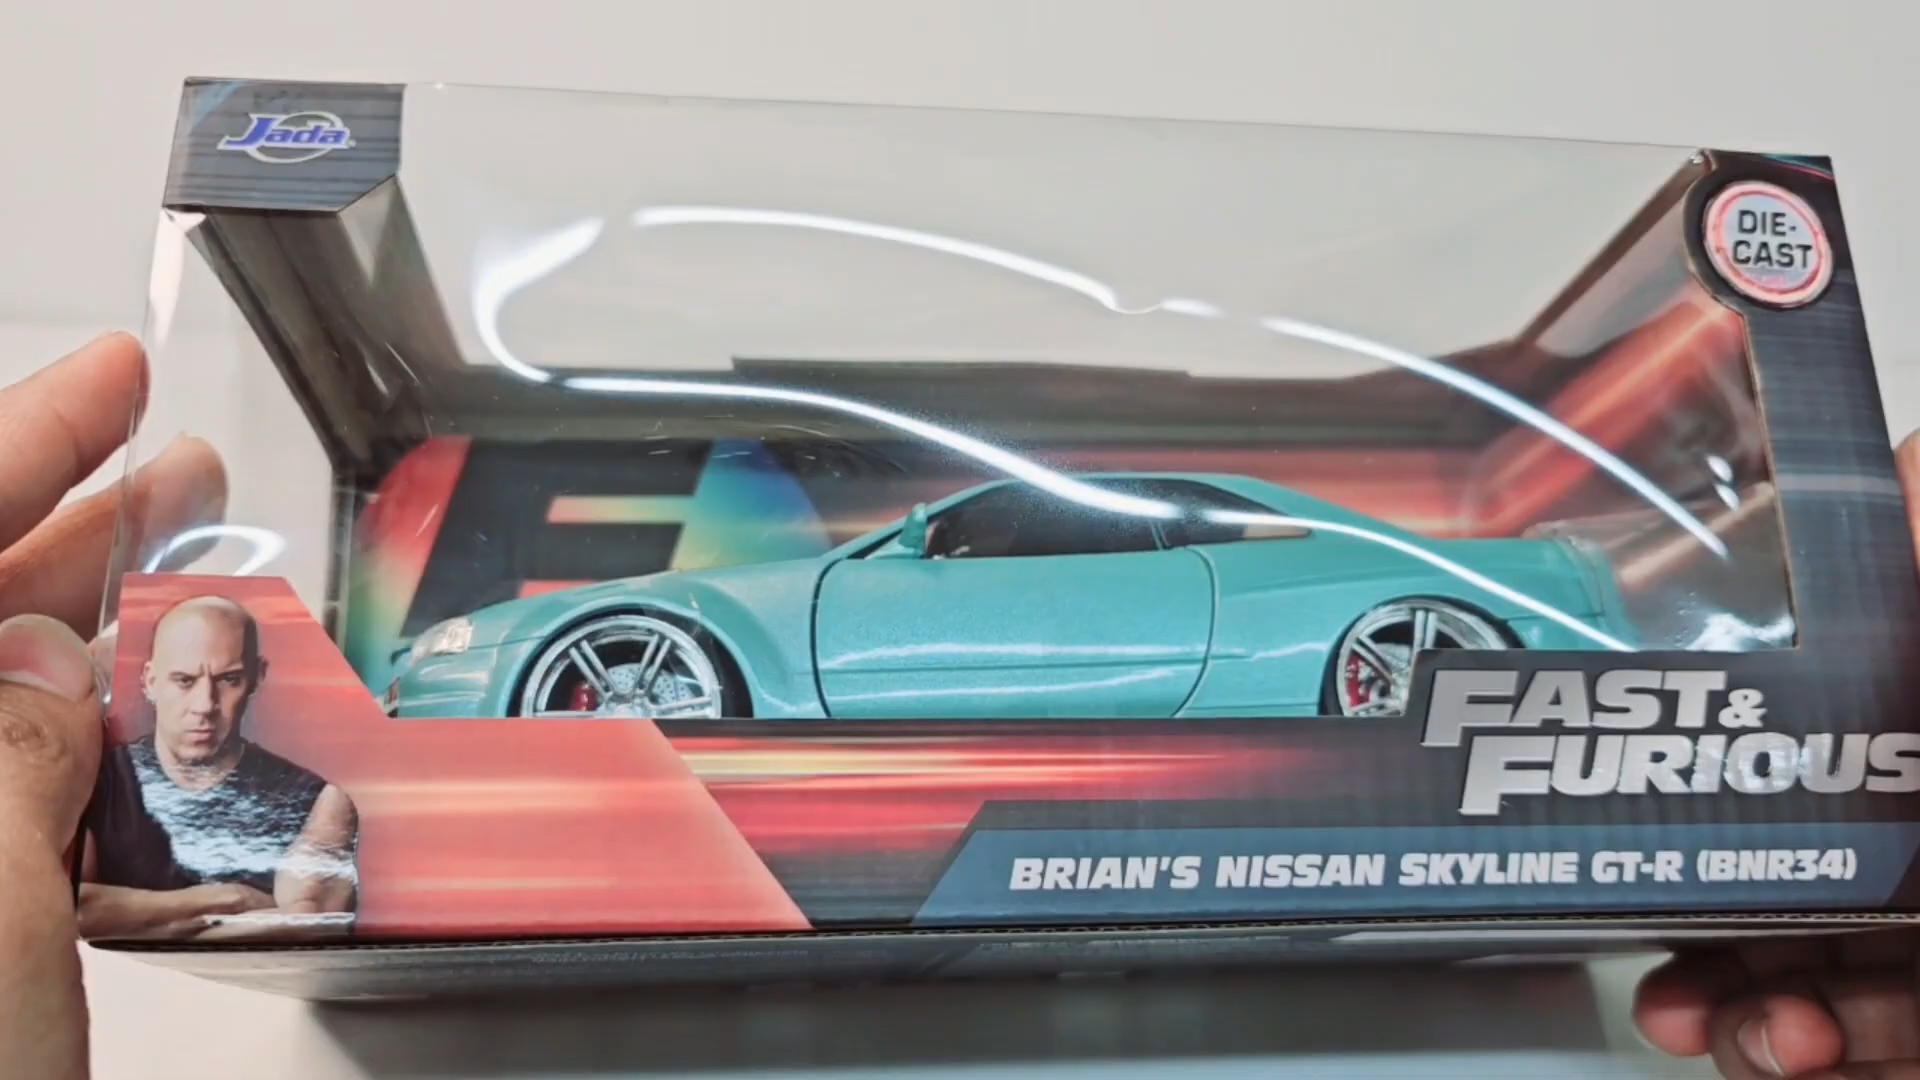 Jada
DIE-
CAST
FAST &
FURIOUS
BRIAN'S NISSAN SKYLINE GT-R (BNR34)